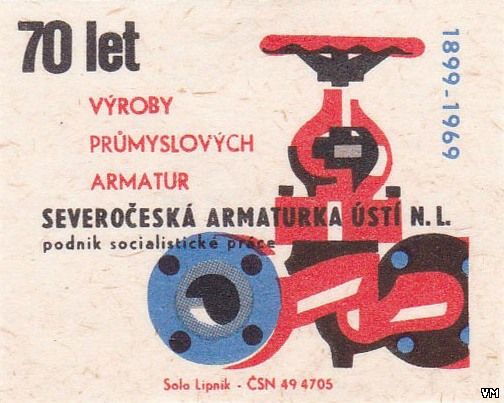 70 let
1899-1969
VÝROBY
PRŮMYSLOVÝCH
ARMATUR
SEVEROČESKÁ ARMATURKA ÚSTÍ N. L.
podnik socialistické práce
Solo Lipník - ČSN 49 4705
VM